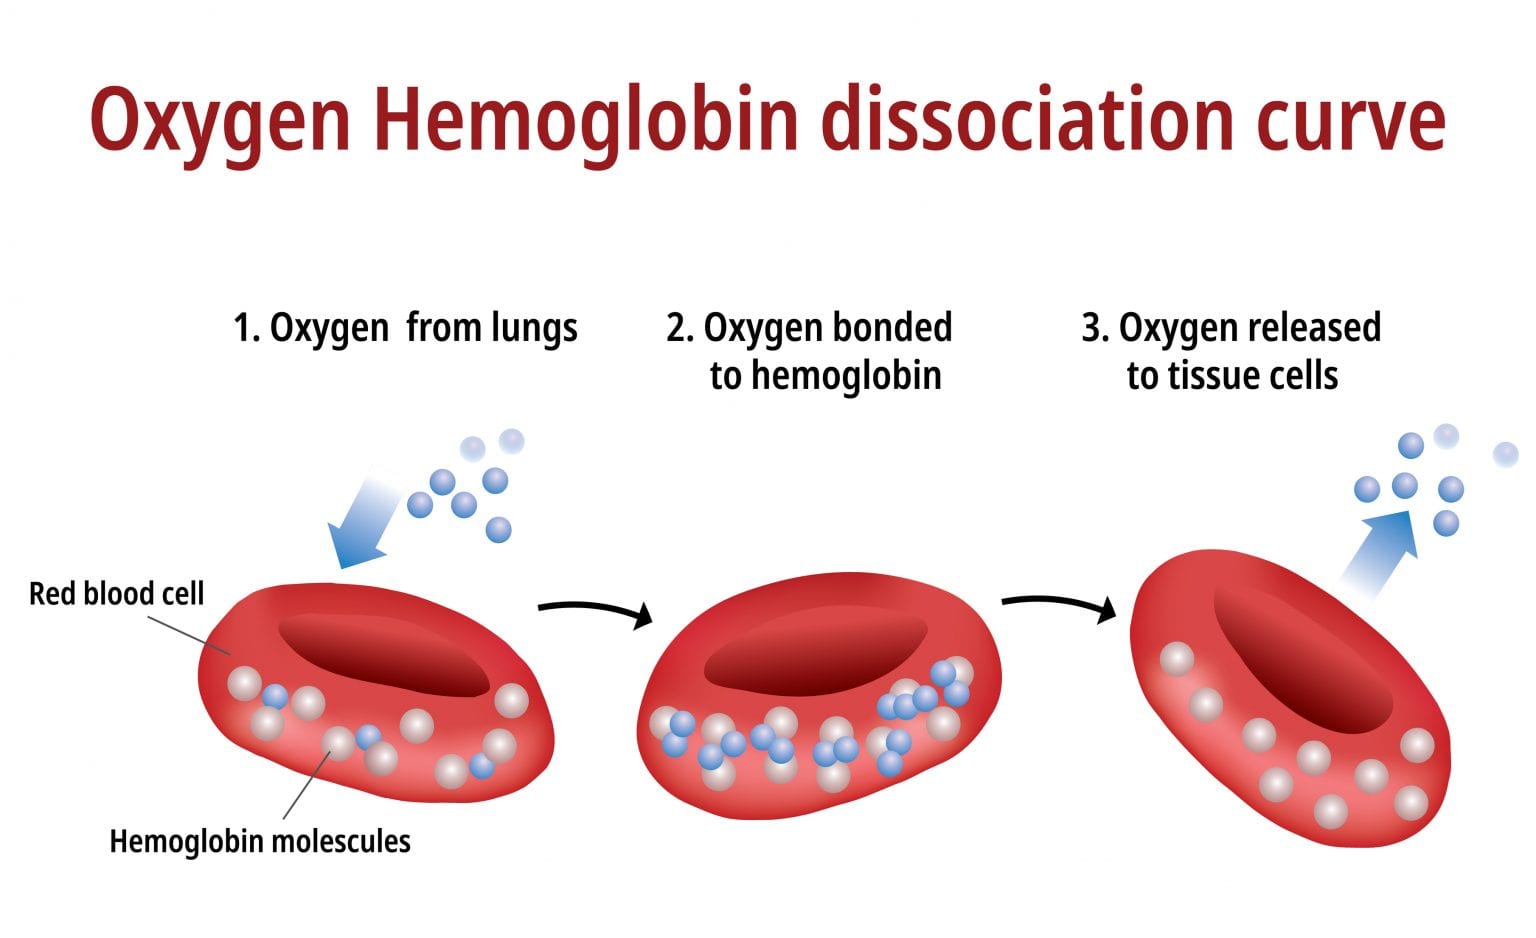 Oxygen Hemoglobin dissociation curve
1. Oxygen from lungs
2. Oxygen bonded
to hemoglobin
3. Oxygen released
to tissue cells
Red blood cell
Hemoglobin molecules